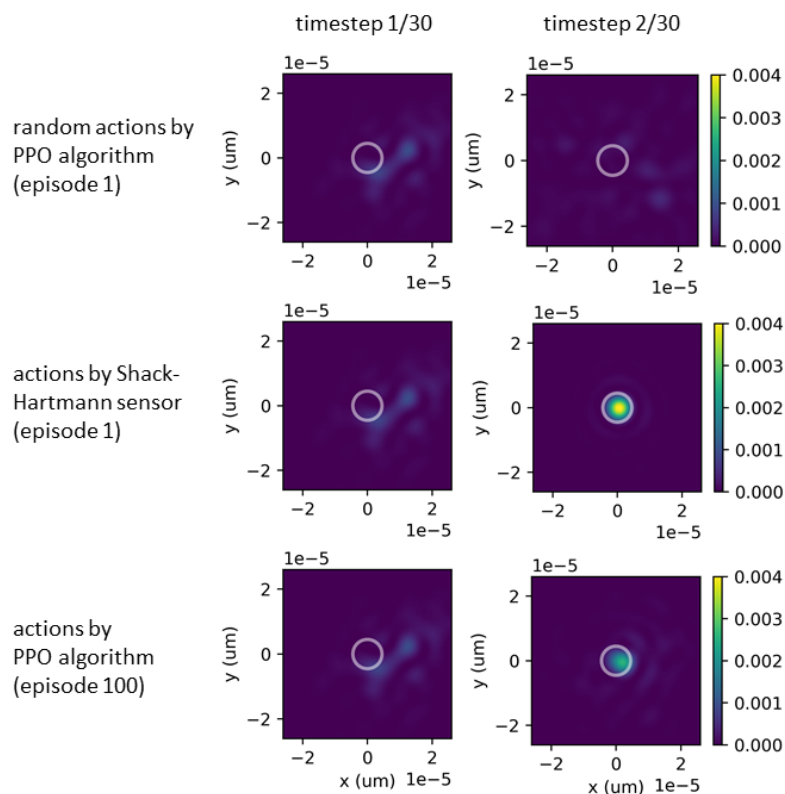 timestep 1/30 timestep 2/30
1e−5 1e−5
random actions by
PPO algorithm
(episode 1)
y (um)
2
0
−2
−2 0 2
1e−5
y (um)
2
0
−2
−2 0 2
1e−5
0.004
0.003
0.002
0.001
0.000
1e−5 1e−5
actions by Shack-
Hartmann sensor
(episode 1)
y (um)
2
0
−2
−2 0 2
1e−5
y (um)
2
0
−2
−2 0 2
1e−5
0.004
0.003
0.002
0.001
0.000
1e−5 1e−5
actions by
PPO algorithm
(episode 100)
y (um)
2
0
−2
−2 0 2
x (um) 1e−5
y (um)
2
0
−2
−2 0 2
x (um) 1e−5
0.004
0.003
0.002
0.001
0.000